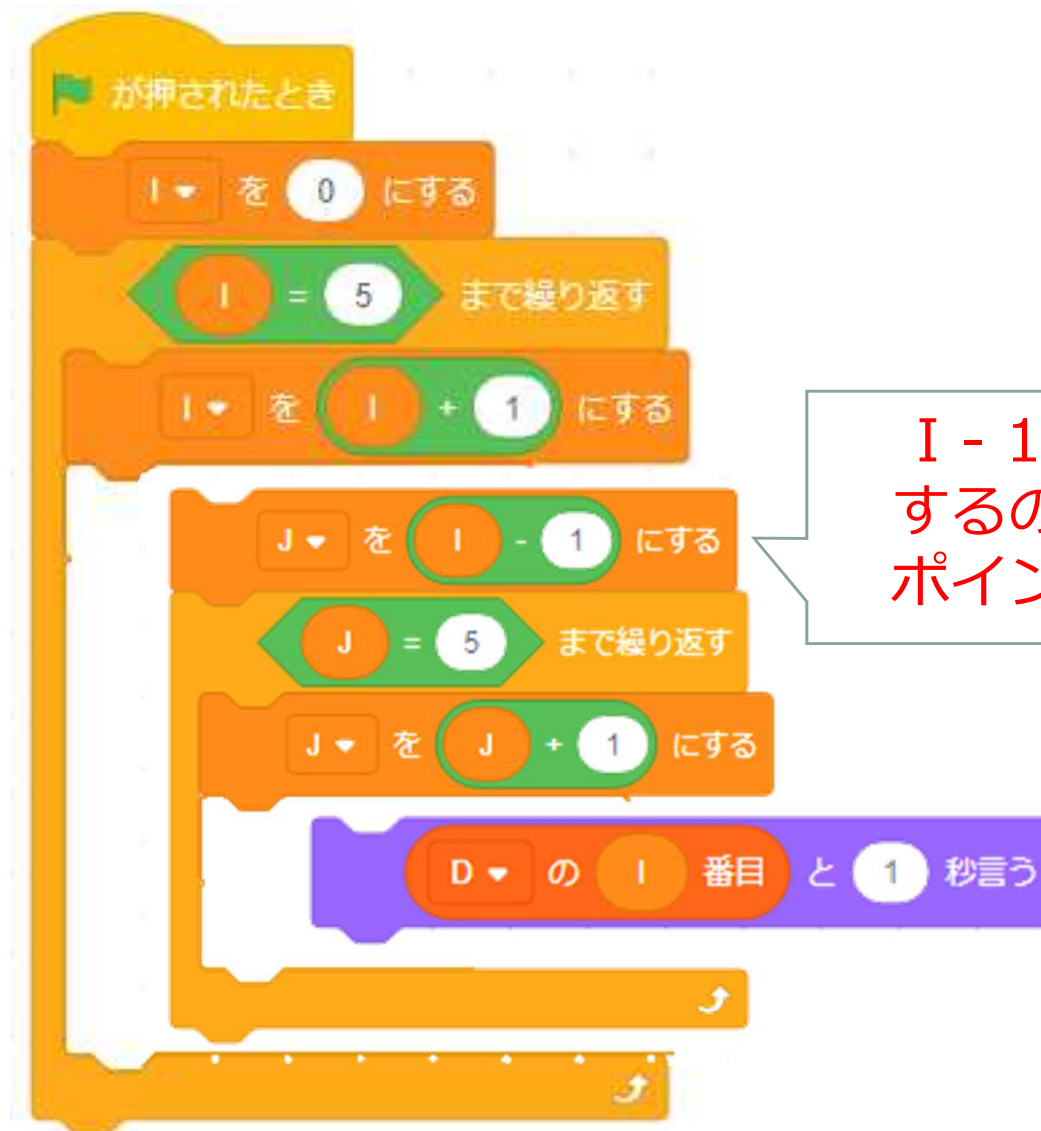 が押されたとき
I を 0 にする
I = 5 まで繰り返す
I を I + 1 にする
J を I - 1 にする
J = 5 まで繰り返す
J を J + 1 にする
D の I 番目 と 1 秒言う
I - 1
する
ポイン